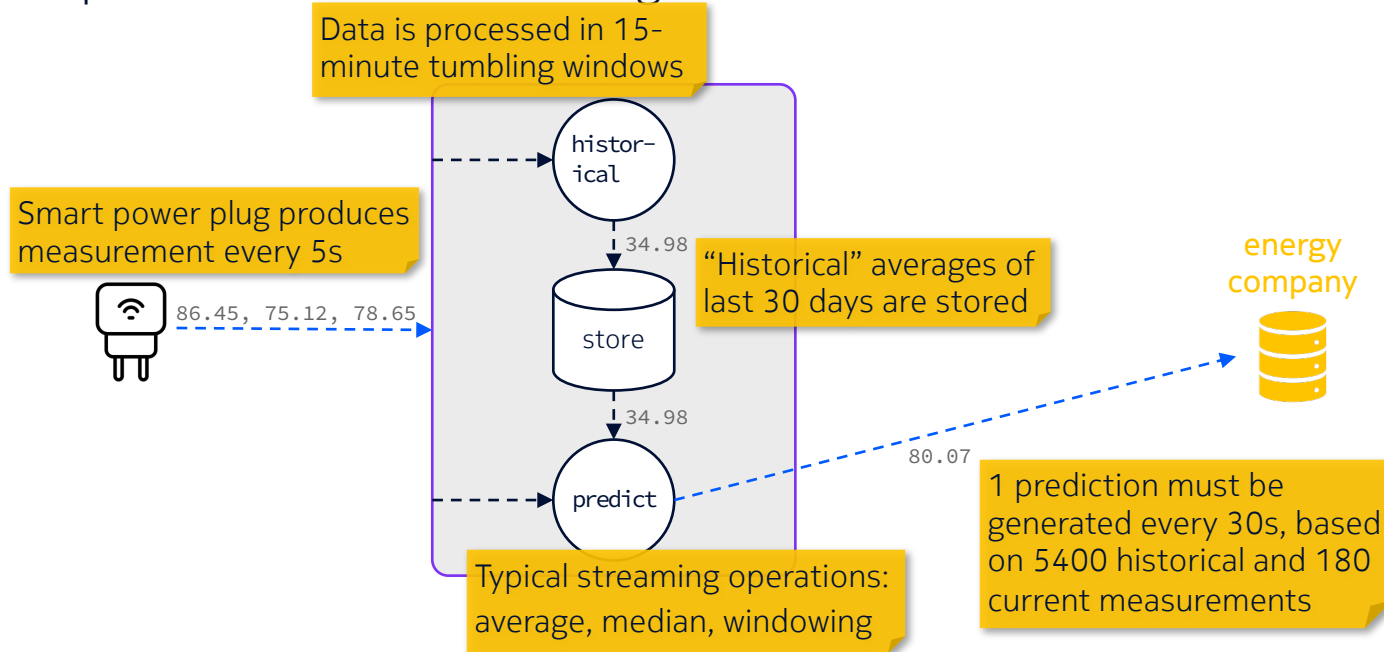 Data is processed in 15-
minute tumbling windows
histor-
ical
Smart power plug produces
measurement every 5s
34.98
“Historical” averages of
last 30 days are stored
energy
company
86.45, 75.12, 78.65
store
34.98
80.07
predict
1 prediction must be
generated every 30s, based
on 5400 historical and 180
current measurements
Typical streaming operations:
average, median, windowing